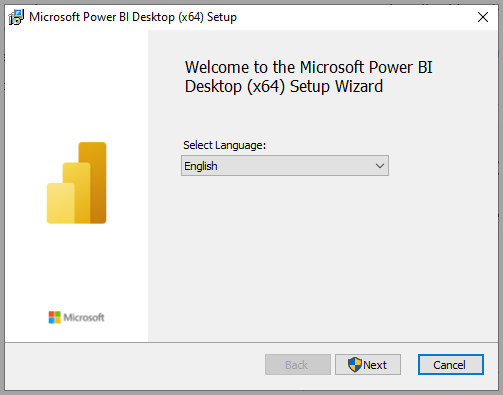 Microsoft Power BI Desktop (x64) Setup
Welcome to the Microsoft Power BI
Desktop (x64) Setup Wizard
Select Language:
English
Microsoft
Back
Next
Cancel